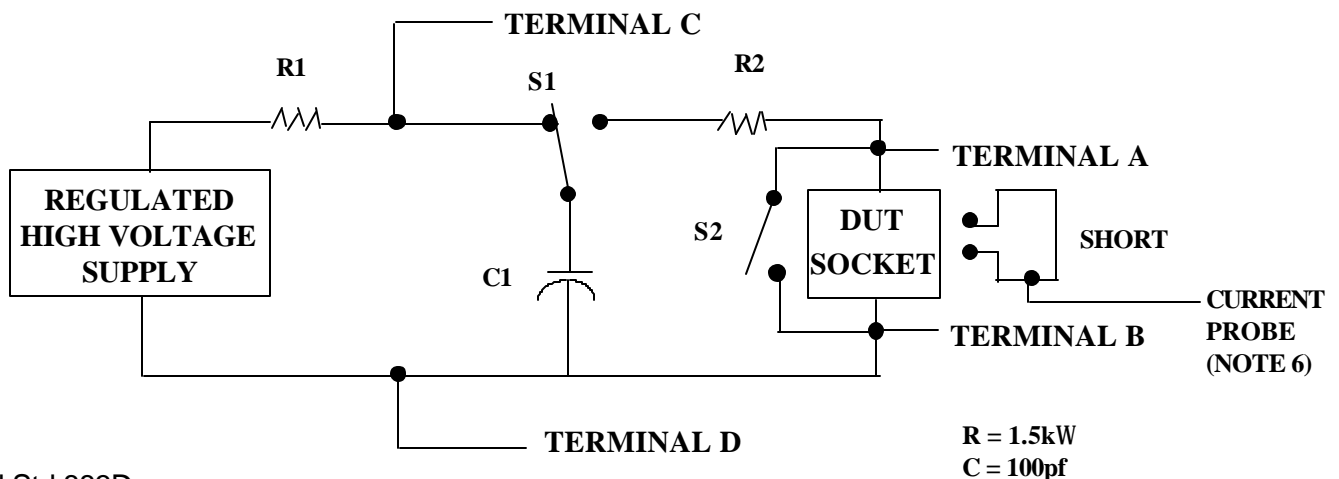 TERMINAL C
R1
S1
R2
TERMINAL A
REGULATED
HIGH VOLTAGE
SUPPLY
S2
DUT
SOCKET
SHORT
C1
CURRENT
PROBE
(NOTE 6)
TERMINAL B
TERMINAL D
R = 1.5kW
C = 100pf